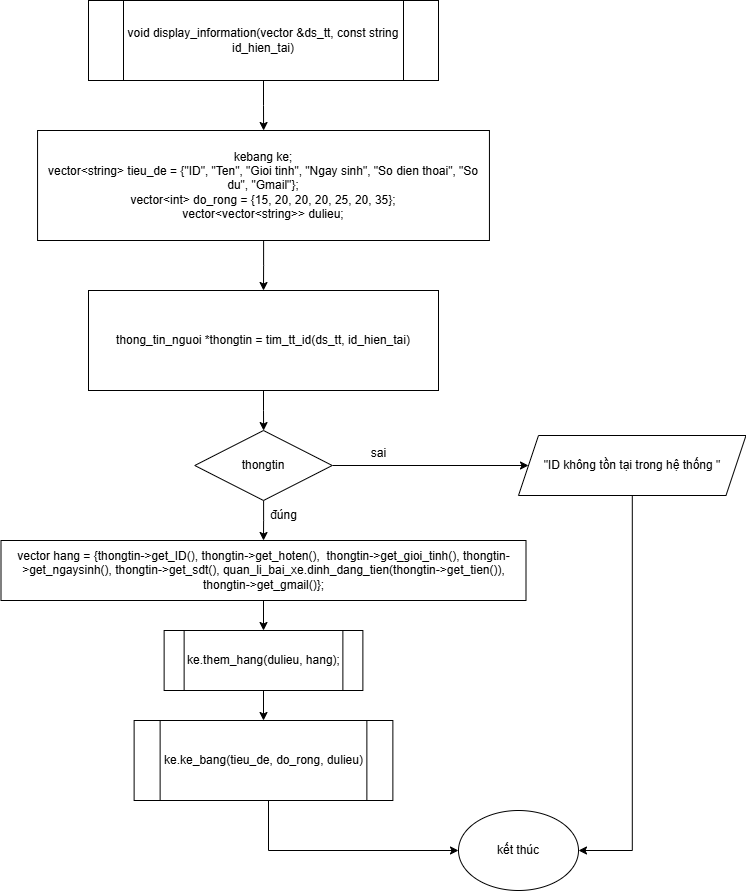 void display_information(vector &ds_tt, const string
id_hien_tai)
kebang ke;
vector<string> tieu_de = {"ID", "Ten", "Gioi tinh", "Ngay sinh", "So dien thoai", "So
du", "Gmail"};
vector<int> do_rong = {15, 20, 20, 20, 25, 20, 35};
vector<vector<string>> dulieu;
thong_tin_nguoi *thongtin = tim_tt_id(ds_tt, id_hien_tai)
thongtin
sai
"ID không tồn tại trong hệ thống "
đúng
vector hang = {thongtin->get_ID(), thongtin->get_hoten(),  thongtin->get_gioi_tinh(), thongtin-
>get_ngaysinh(), thongtin->get_sdt(), quan_li_bai_xe.dinh_dang_tien(thongtin->get_tien()),
thongtin->get_gmail()};
ke.them_hang(dulieu, hang);
ke.ke_bang(tieu_de, do_rong, dulieu)
kết thúc